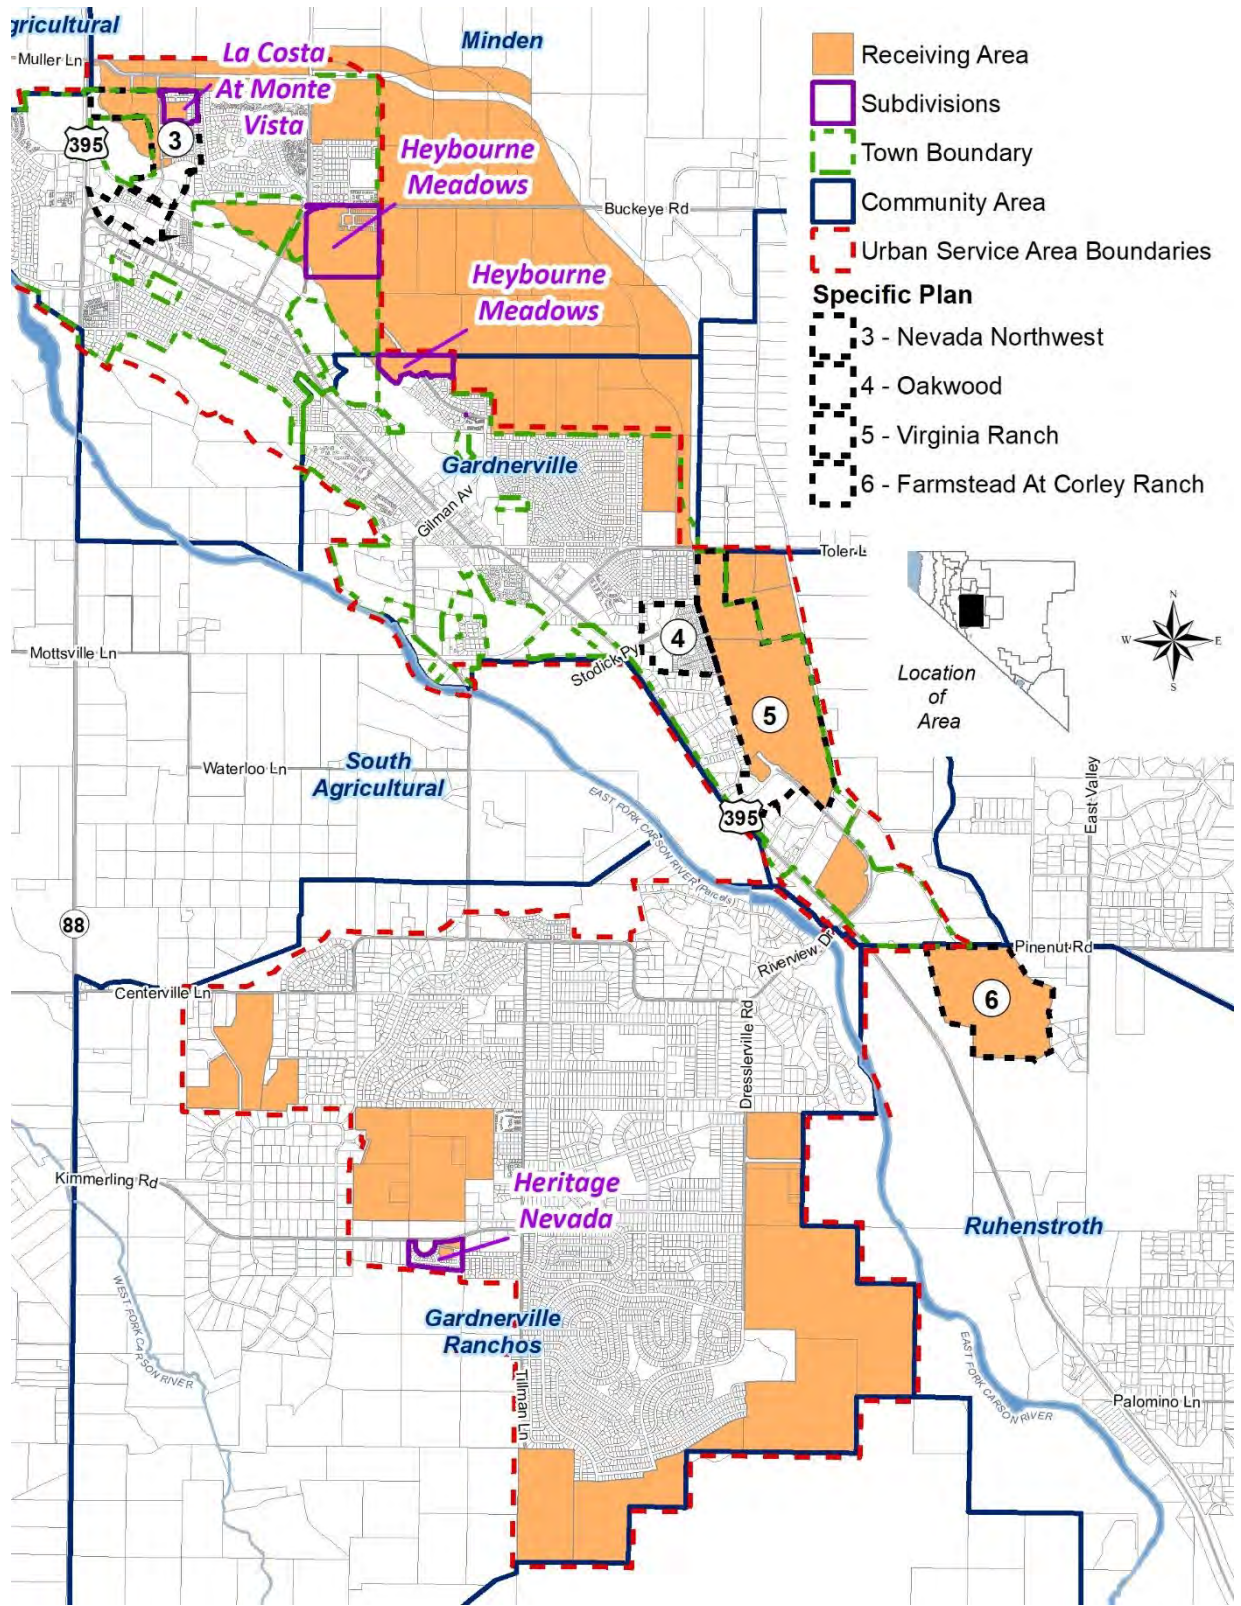 gricultural
Muller Ln
La Costa
At Monte
Vista
Minden
395
3
Heybourne
Meadows
Buckeye Rd
Heybourne
Meadows
Gardnerville
Gilman Av
Toler L
4
Stodick Py
Mottsville Ln
5
South
Agricultural
Waterloo Ln
EAST FORK CARSON RIVER (Parcels)
395
East Valley
88
Riverview Dr
Pinenut Rd
Centerville Ln
6
Dresslerville Rd
Kimmerling Rd
Heritage
Nevada
Ruhenstroth
WEST FORK CARSON RIVER
Gardnerville
Ranchos
EAST FORK CARSON RIVER
Tillman Ln
Palomino Ln
Receiving Area
Subdivisions
Town Boundary
Community Area
Urban Service Area Boundaries
Specific Plan
3 - Nevada Northwest
4 - Oakwood
5 - Virginia Ranch
6 - Farmstead At Corley Ranch
Location
of
Area
N
W
E
S